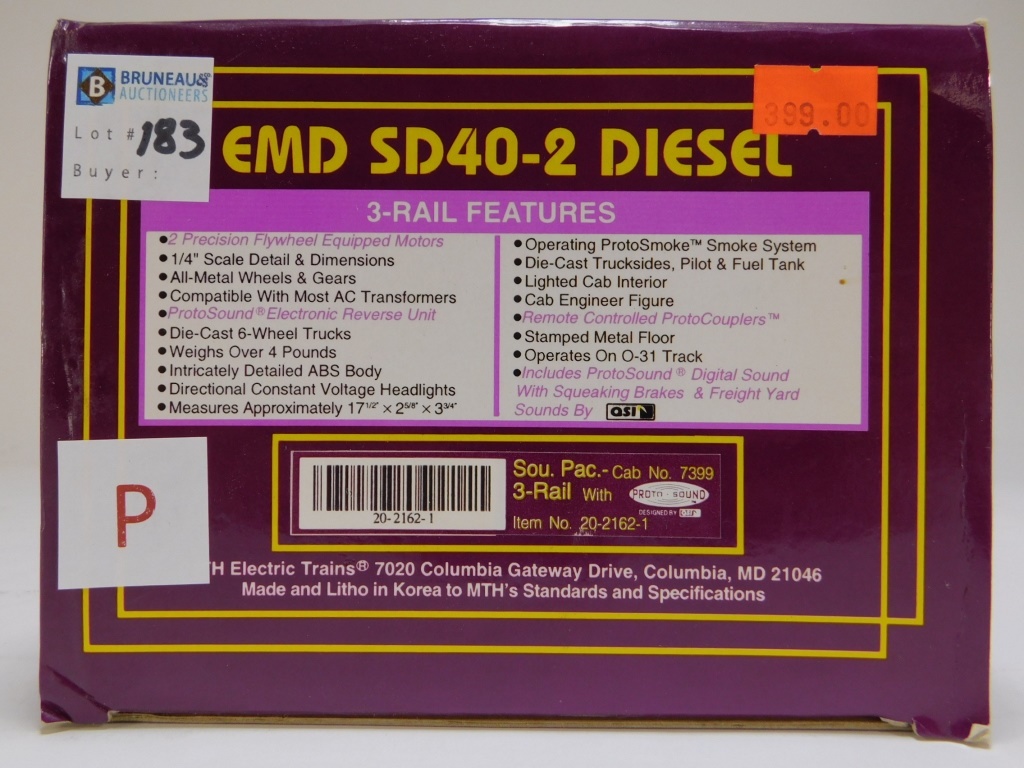 BRUNEAU & CO
AUCTIONEERS
Lot # 183
Buyer:
399.00
EMD SD40-2 DIESEL
3-RAIL FEATURES
•2 Precision Flywheel Equipped Motors
•1/4" Scale Detail & Dimensions
•All-Metal Wheels & Gears
•Compatible With Most AC Transformers
•ProtoSound® Electronic Reverse Unit
•Die-Cast 6-Wheel Trucks
•Weighs Over 4 Pounds
•Intricately Detailed ABS Body
•Directional Constant Voltage Headlights
•Measures Approximately 17 1/2" × 2 5/8" × 3 3/4"
•Operating ProtoSmoke™ Smoke System
•Die-Cast Trucksides, Pilot & Fuel Tank
•Lighted Cab Interior
•Cab Engineer Figure
•Remote Controlled ProtoCouplers™
•Stamped Metal Floor
•Operates On O-31 Track
•Includes ProtoSound® Digital Sound
With Squeaking Brakes & Freight Yard
Sounds By QSI
P
20-2162-1
Sou. Pac.- Cab No. 7399
3-Rail With PROTO-SOUND
DESIGNED BY QSI
Item No. 20-2162-1
TH Electric Trains® 7020 Columbia Gateway Drive, Columbia, MD 21046
Made and Litho in Korea to MTH's Standards and Specifications